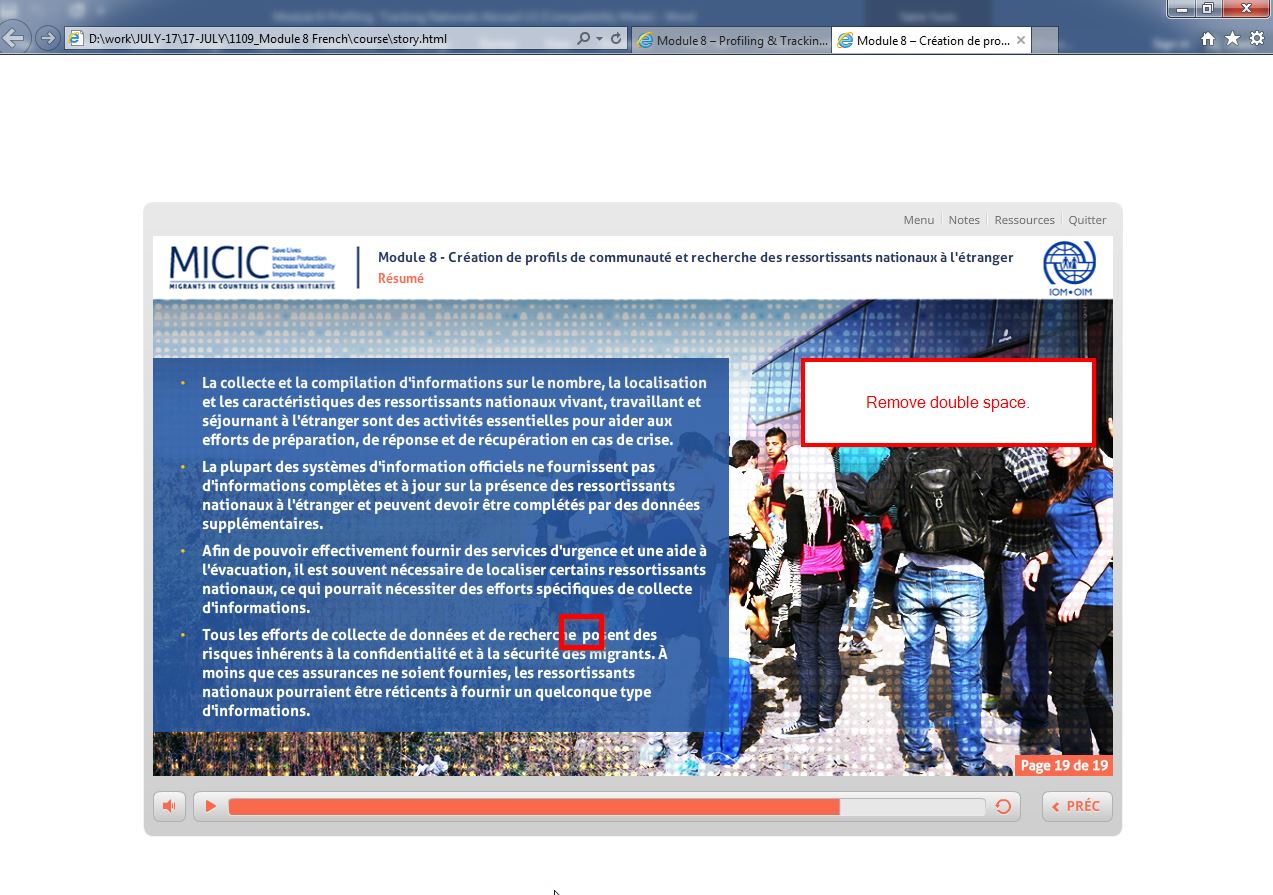 D:\work\JULY-17\17-JULY\1109_Module 8 French\course\story.html
Module 8 – Profiling & Trackin...
Module 8 – Création de pro...
Menu
Notes
Ressources
Quitter
MICIC
Save Lives
Increase Protection
Decrease Vulnerability
Improve Response
MIGRANTS IN COUNTRIES IN CRISIS INITIATIVE
Module 8 - Création de profils de communauté et recherche des ressortissants nationaux à l'étranger
Résumé
IOM•OIM
• La collecte et la compilation d'informations sur le nombre, la localisation
et les caractéristiques des ressortissants nationaux vivant, travaillant et
séjournant à l'étranger sont des activités essentielles pour aider aux
efforts de préparation, de réponse et de récupération en cas de crise.
• La plupart des systèmes d'information officiels ne fournissent pas
d'informations complètes et à jour sur la présence des ressortissants
nationaux à l'étranger et peuvent devoir être complétés par des données
supplémentaires.
• Afin de pouvoir effectivement fournir des services d'urgence et une aide à
l'évacuation, il est souvent nécessaire de localiser certains ressortissants
nationaux, ce qui pourrait nécessiter des efforts spécifiques de collecte
d'informations.
• Tous les efforts de collecte de données et de recherche  posent des
risques inhérents à la confidentialité et à la sécurité des migrants. À
moins que ces assurances ne soient fournies, les ressortissants
nationaux pourraient être réticents à fournir un quelconque type
d'informations.
Remove double space.
Page 19 de 19
PRÉC